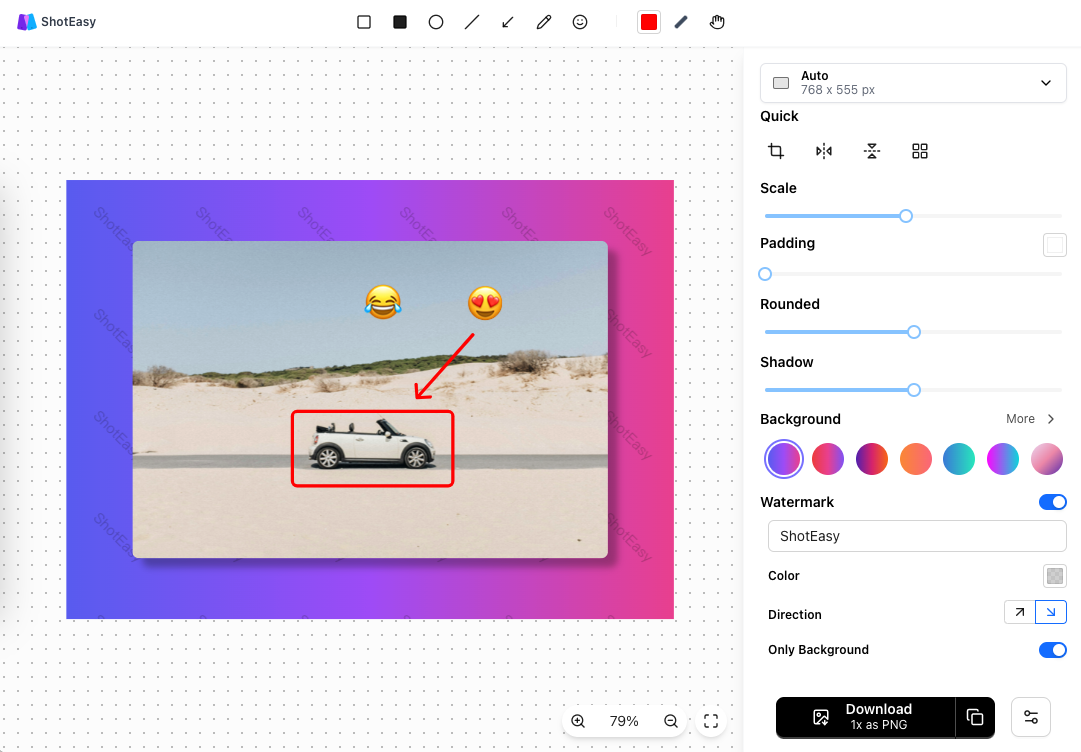 ShotEasy
Auto
768 x 555 px
Quick
Scale
Padding
Rounded
Shadow
Background
More
Watermark
ShotEasy
Color
Direction
Only Background
Download
1x as PNG
79%
ShotEasy
ShotEasy
ShotEasy
ShotEasy
ShotEasy
ShotEasy
ShotEasy
ShotEasy
ShotEasy
ShotEasy
ShotEasy
ShotEasy